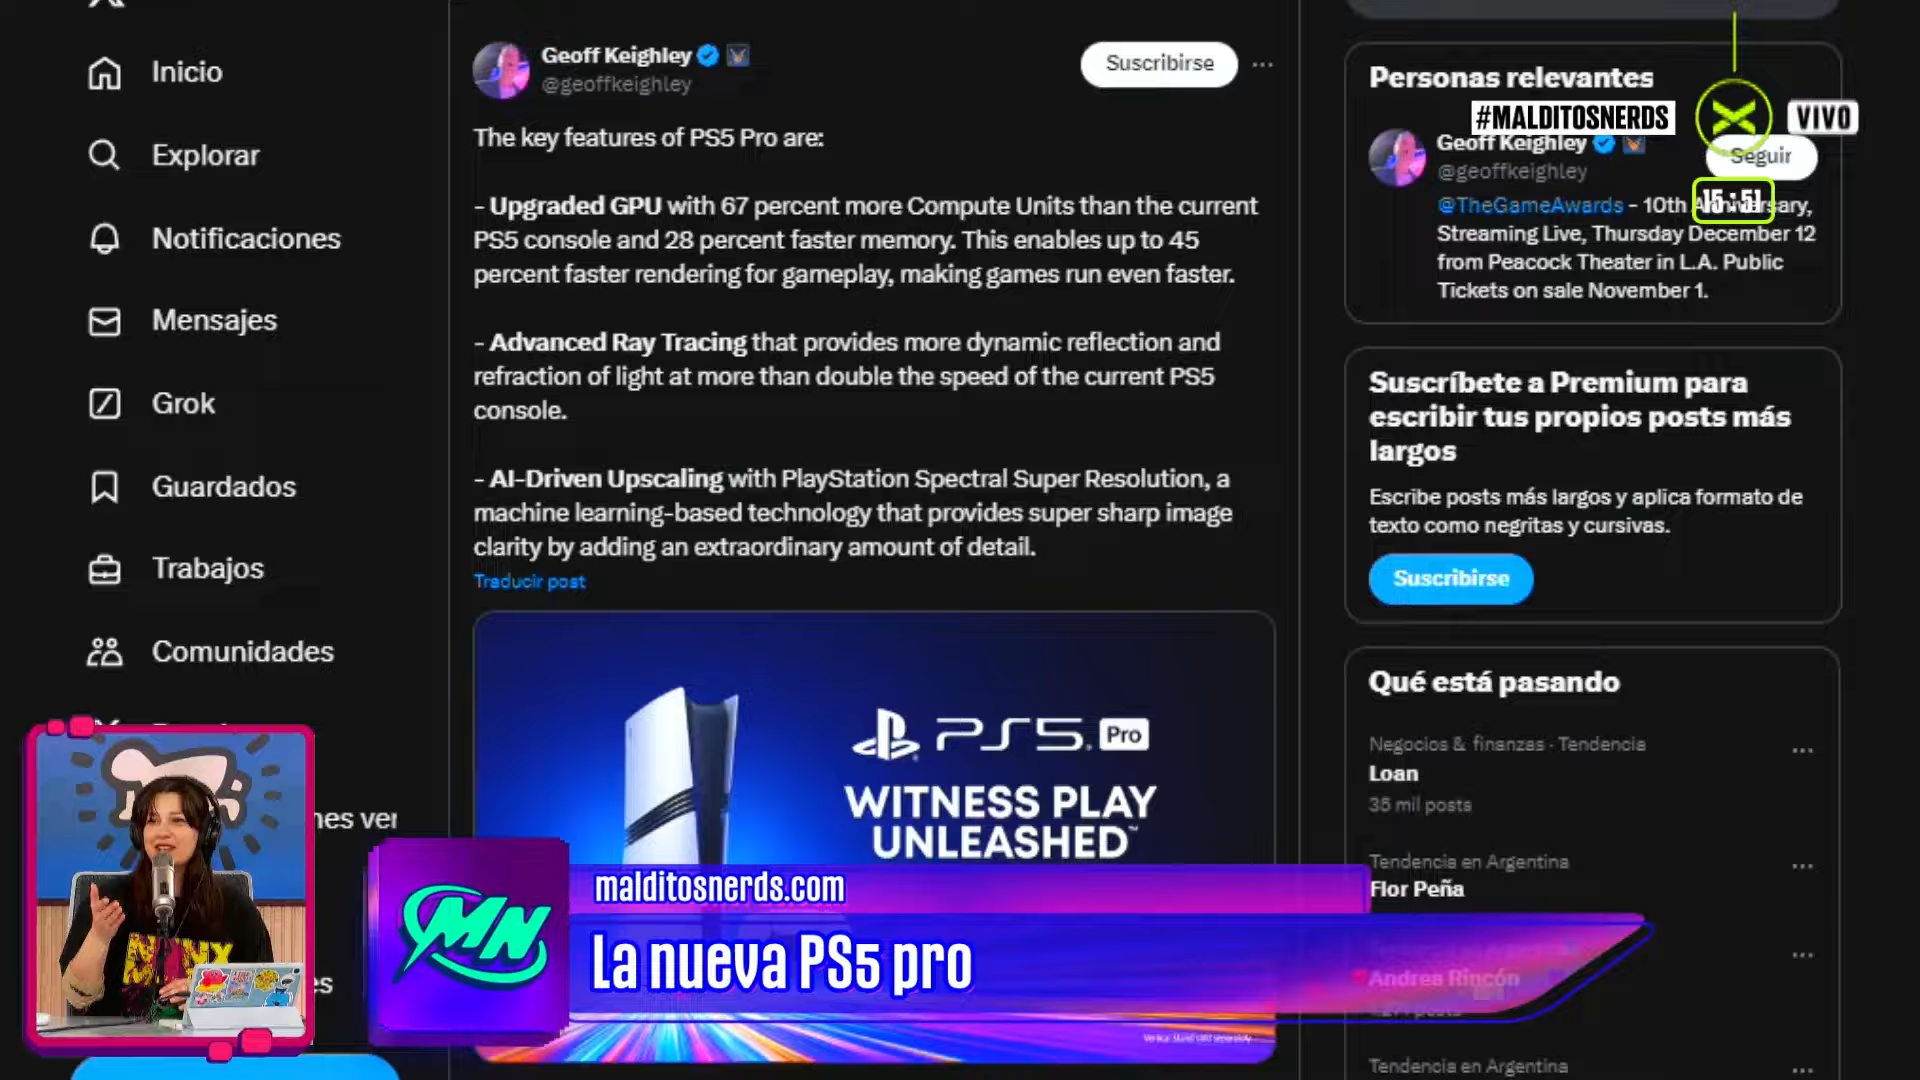 Inicio
Explorar
Notificaciones
Mensajes
Grok
Guardados
Trabajos
Comunidades
Geoff Keighley
@geoffkeighley
Suscribirse
The key features of PS5 Pro are:
- Upgraded GPU with 67 percent more Compute Units than the current
PS5 console and 28 percent faster memory. This enables up to 45
percent faster rendering for gameplay, making games run even faster.
- Advanced Ray Tracing that provides more dynamic reflection and
refraction of light at more than double the speed of the current PS5
console.
- AI-Driven Upscaling with PlayStation Spectral Super Resolution, a
machine learning-based technology that provides super sharp image
clarity by adding an extraordinary amount of detail.
Traducir post
PS5 Pro
WITNESS PLAY
UNLEASHED™
Vertical Stand sold separately
malditosnerds.com
MN
La nueva PS5 pro
Personas relevantes
#MALDITOSNERDS
VIVO
Geoff Keighley
Seguir
@geoffkeighley
15:51
@TheGameAwards - 10th Anniversary,
Streaming Live, Thursday December 12
from Peacock Theater in L.A. Public
Tickets on sale November 1.
Suscríbete a Premium para
escribir tus propios posts más
largos
Escribe posts más largos y aplica formato de
texto como negritas y cursivas.
Suscribirse
Qué está pasando
Negocios & finanzas · Tendencia
Loan
35 mil posts
Tendencia en Argentina
Flor Peña
Andrea Rincón
Tendencia en Argentina